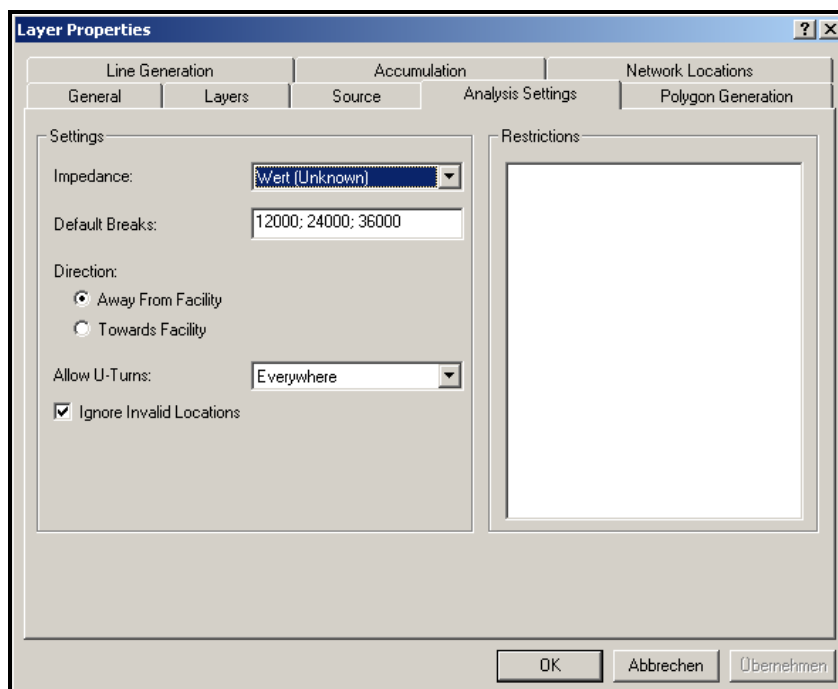 Layer Properties
Line Generation
Accumulation
Network Locations
General
Layers
Source
Analysis Settings
Polygon Generation
Settings
Impedance:
Wert (Unknown)
Default Breaks:
12000; 24000; 36000
Direction:
Away From Facility
Towards Facility
Allow U-Turns:
Everywhere
Ignore Invalid Locations
Restrictions
OK
Abbrechen
Übernehmen